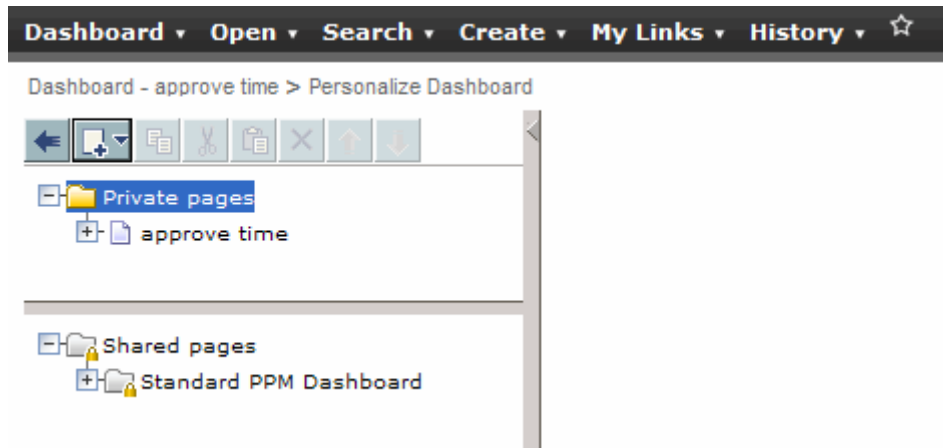 Dashboard Open Search Create My Links History
Dashboard - approve time > Personalize Dashboard
Private pages
approve time
Shared pages
Standard PPM Dashboard